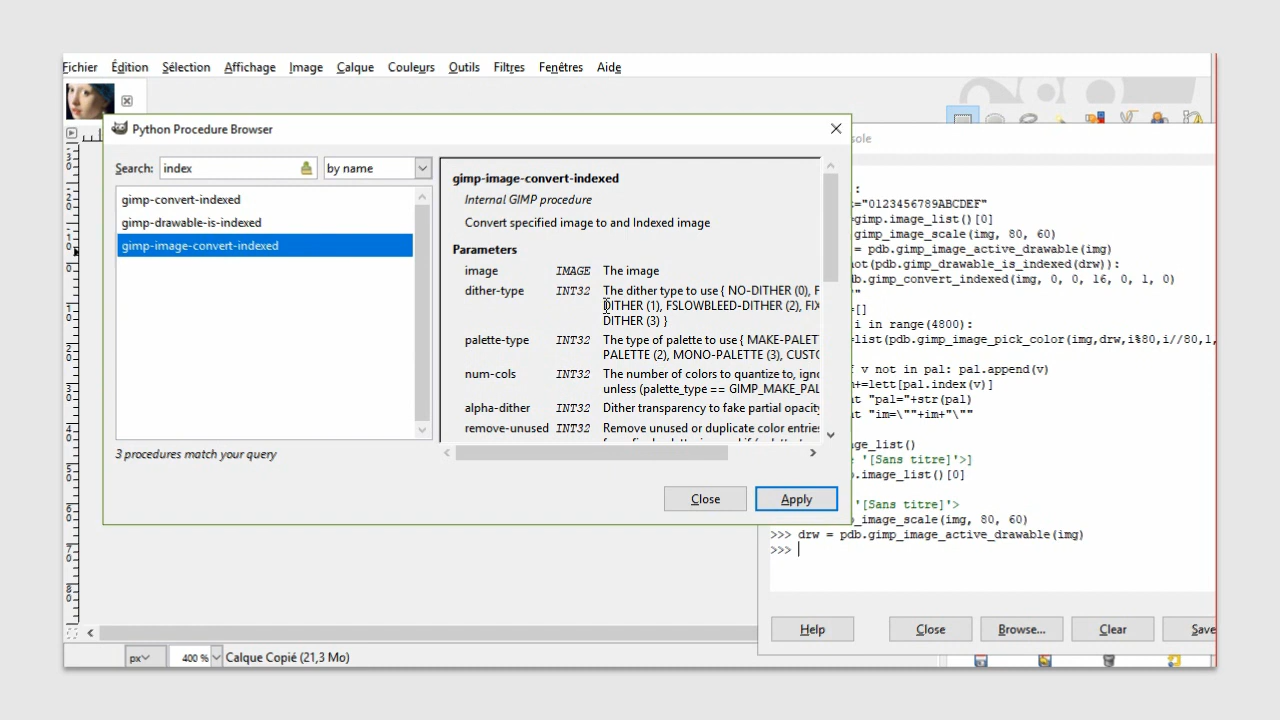 Fichier Édition Sélection Affichage Image Calque Couleurs Outils Filtres Fenêtres Aide
Python Procedure Browser
Search: index by name
gimp-convert-indexed
gimp-drawable-is-indexed
gimp-image-convert-indexed
3 procedures match your query
gimp-image-convert-indexed
Internal GIMP procedure
Convert specified image to and Indexed image
Parameters
image IMAGE The image
dither-type INT32 The dither type to use { NO-DITHER (0), F
DITHER (1), FSLOWBLEED-DITHER (2), FIX
DITHER (3) }
palette-type INT32 The type of palette to use { MAKE-PALET
PALETTE (2), MONO-PALETTE (3), CUSTO
num-cols INT32 The number of colors to quantize to, igno
unless (palette_type == GIMP_MAKE_PAL
alpha-dither INT32 Dither transparency to fake partial opacity
remove-unused INT32 Remove unused or duplicate color entries
Close Apply
sole
:
="0123456789ABCDEF"
=gimp.image_list()[0]
gimp_image_scale(img, 80, 60)
= pdb.gimp_image_active_drawable(img)
not(pdb.gimp_drawable_is_indexed(drw)):
db.gimp_convert_indexed(img, 0, 0, 16, 0, 1, 0)
""
=[]
i in range(4800):
=list(pdb.gimp_image_pick_color(img,drw,i%80,i//80,1,
f v not in pal: pal.append(v)
m+=lett[pal.index(v)]
nt "pal="+str(pal)
nt "im=\""+im+"\""
age_list()
'[Sans titre]'>]
.image_list()[0]
'[Sans titre]'>
p_image_scale(img, 80, 60)
>>> drw = pdb.gimp_image_active_drawable(img)
>>>
Help Close Browse... Clear Save
px 400 % Calque Copié (21,3 Mo)